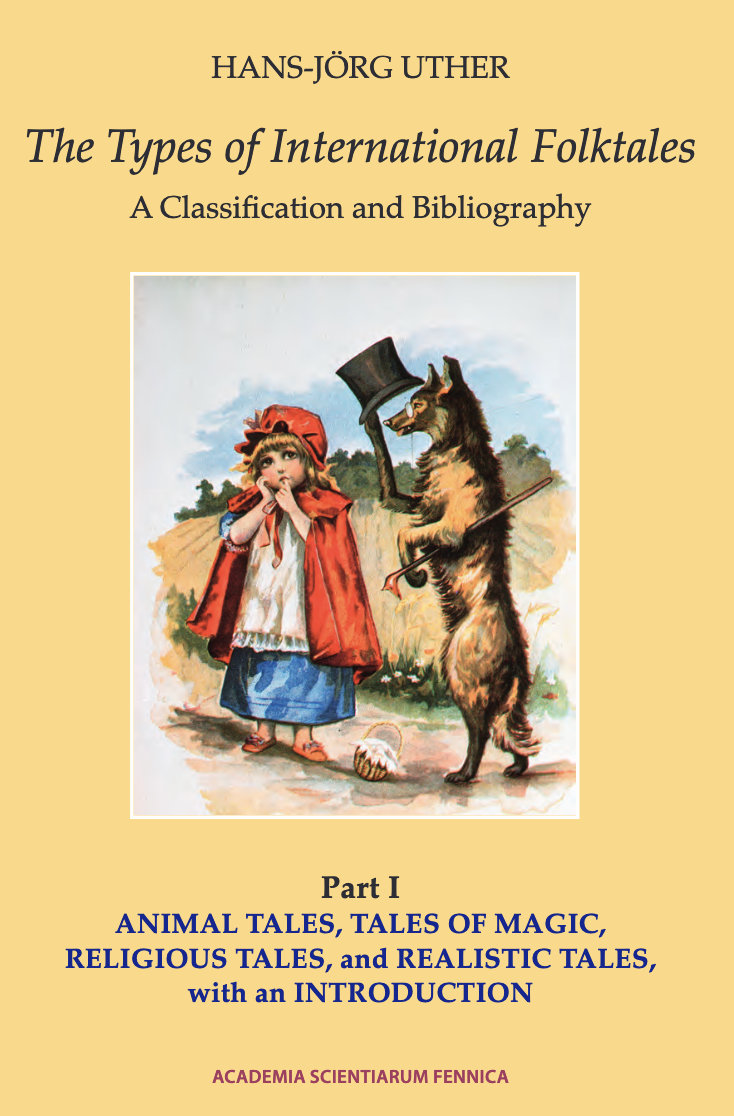 HANS-JÖRG UTHER
The Types of International Folktales
A Classification and Bibliography
Part I
ANIMAL TALES, TALES OF MAGIC,
RELIGIOUS TALES, and REALISTIC TALES,
with an INTRODUCTION
ACADEMIA SCIENTIARUM FENNICA